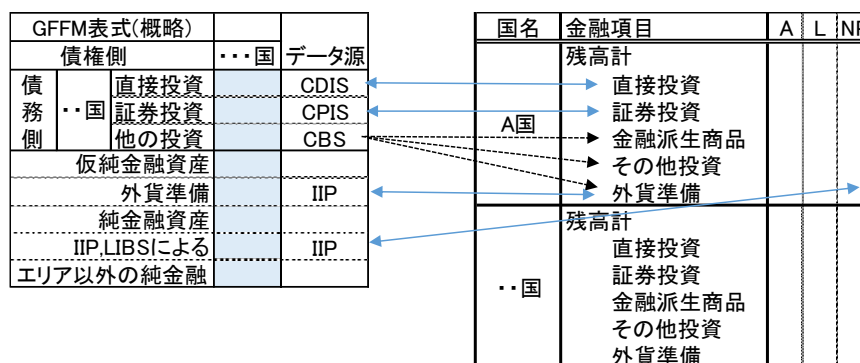 GFFM表式(概略)
債権側 ・・・国 データ源
債務側 ・・国 直接投資 CDIS
証券投資 CPIS
他の投資 CBS
仮純金融資産
外貨準備 IIP
純金融資産
IIP,LIBSによる IIP
エリア以外の純金融
国名 金融項目 A L
A国 残高計
直接投資
証券投資
金融派生商品
その他投資
外貨準備
・・国 残高計
直接投資
証券投資
金融派生商品
その他投資
外貨準備